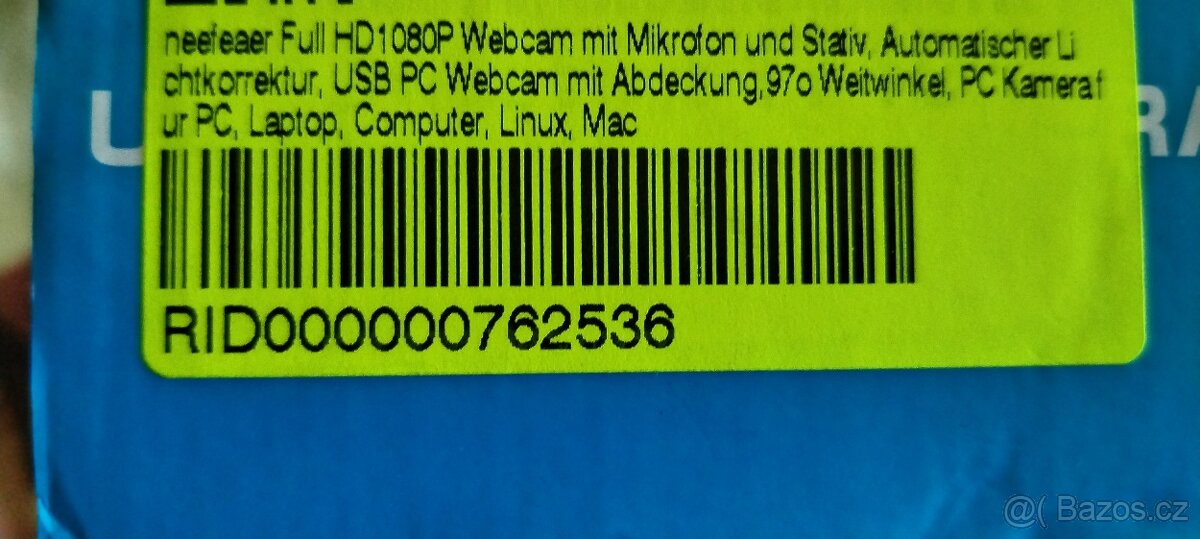 neefeaer Full HD1080P Webcam mit Mikrofon und Stativ, Automatischer Li
chtkorrektur, USB PC Webcam mit Abdeckung,97o Weitwinkel, PC Kameraf
ur PC, Laptop, Computer, Linux, Mac
RID000000762536
@( Bazos.cz